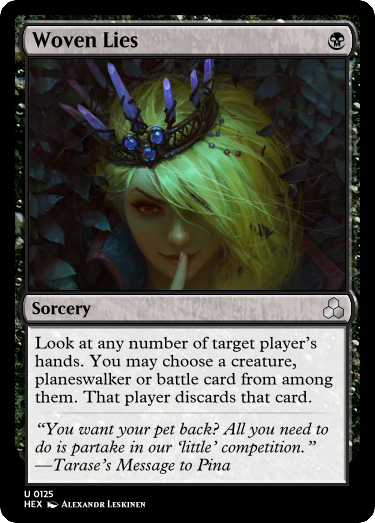 Woven Lies
Sorcery
Look at any number of target player's
hands. You may choose a creature,
planeswalker or battle card from among
them. That player discards that card.
“You want your pet back? All you need to
do is partake in our ‘little’ competition.”
—Tarase's Message to Pina
U 0125
HEX Alexandr Leskinen